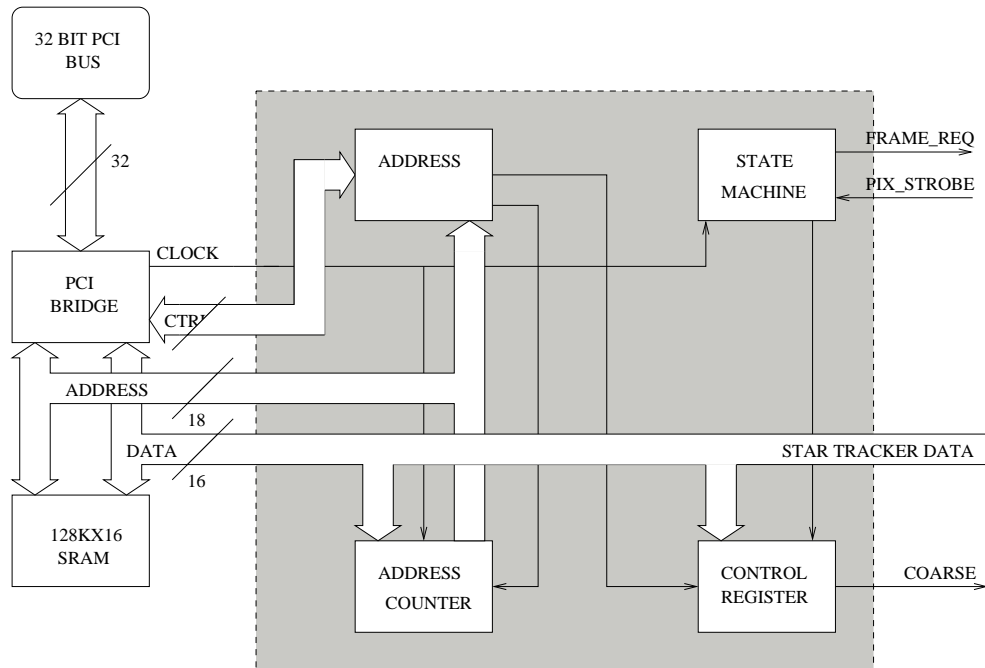 32 BIT PCI
BUS
32
ADDRESS
STATE
MACHINE
FRAME_REQ
PIX_STROBE
CLOCK
PCI
BRIDGE
CTRL
ADDRESS
18
DATA
16
STAR TRACKER DATA
128KX16
SRAM
ADDRESS
COUNTER
CONTROL
REGISTER
COARSE